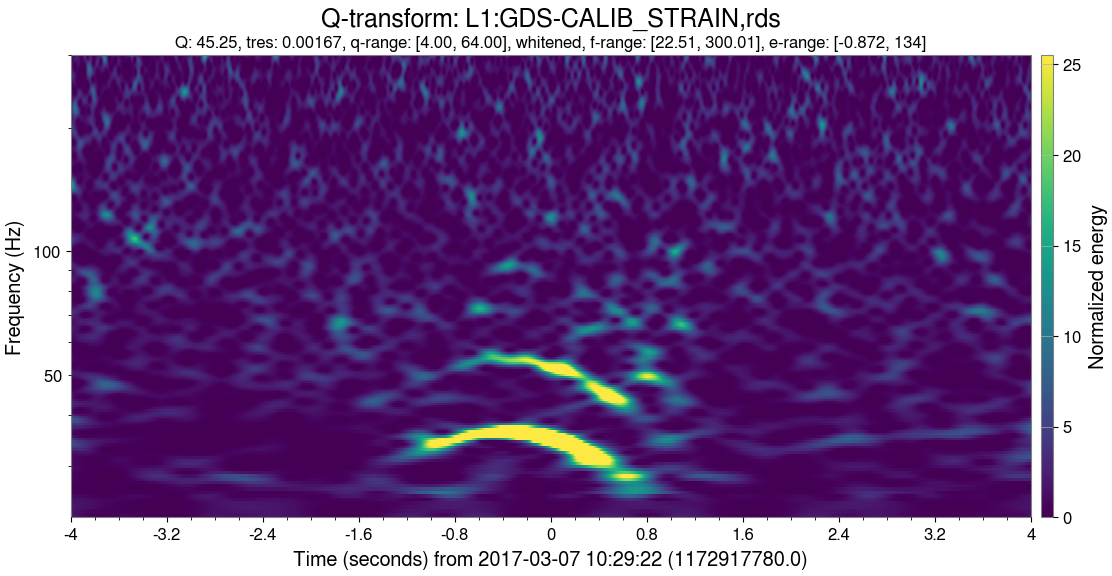 Q-transform: L1:GDS-CALIB_STRAIN,rds
Q: 45.25, tres: 0.00167, q-range: [4.00, 64.00], whitened, f-range: [22.51, 300.01], e-range: [-0.872, 134]
Frequency (Hz)
100
50
-4 -3.2 -2.4 -1.6 -0.8 0 0.8 1.6 2.4 3.2 4
Time (seconds) from 2017-03-07 10:29:22 (1172917780.0)
25
20
15
10
5
0
Normalized energy